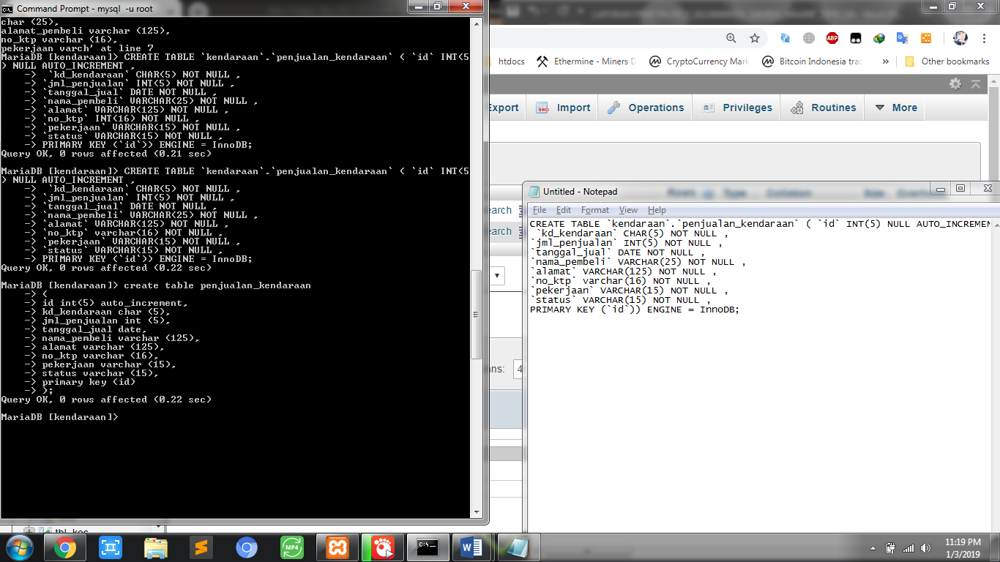 Command Prompt - mysql -u root
char (25),
alamat_pembeli varchar (125),
no_ktp varchar (16),
pekerjaan varch' at line 7
MariaDB [kendaraan]> CREATE TABLE `kendaraan`.`penjualan_kendaraan` ( `id` INT(5
) NULL AUTO_INCREMENT ,
-> `kd_kendaraan` CHAR(5) NOT NULL ,
-> `jml_penjualan` INT(5) NOT NULL ,
-> `tanggal_jual` DATE NOT NULL ,
-> `nama_pembeli` VARCHAR(25) NOT NULL ,
-> `alamat` VARCHAR(125) NOT NULL ,
-> `no_ktp` INT(16) NOT NULL ,
-> `pekerjaan` VARCHAR(15) NOT NULL ,
-> `status` VARCHAR(15) NOT NULL ,
-> PRIMARY KEY (`id`)) ENGINE = InnoDB;
Query OK, 0 rows affected (0.21 sec)
MariaDB [kendaraan]> CREATE TABLE `kendaraan`.`penjualan_kendaraan` ( `id` INT(5
) NULL AUTO_INCREMENT ,
-> `kd_kendaraan` CHAR(5) NOT NULL ,
-> `jml_penjualan` INT(5) NOT NULL ,
-> `tanggal_jual` DATE NOT NULL ,
-> `nama_pembeli` VARCHAR(25) NOT NULL ,
-> `alamat` VARCHAR(125) NOT NULL ,
-> `no_ktp` varchar(16) NOT NULL ,
-> `pekerjaan` VARCHAR(15) NOT NULL ,
-> `status` VARCHAR(15) NOT NULL ,
-> PRIMARY KEY (`id`)) ENGINE = InnoDB;
Query OK, 0 rows affected (0.22 sec)
MariaDB [kendaraan]> create table penjualan_kendaraan
-> (
-> id int(5) auto_increment,
-> kd_kendaraan char (5),
-> jml_penjualan int (5),
-> tanggal_jual date,
-> nama_pembeli varchar (125),
-> alamat varchar (125),
-> no_ktp varchar (16),
-> pekerjaan varchar (15),
-> status varchar (15),
-> primary key (id)
-> );
Query OK, 0 rows affected (0.22 sec)
MariaDB [kendaraan]>
ABP
htdocs
Ethermine - Miners D
CryptoCurrency Mark
Bitcoin Indonesia trad
»
Other bookmarks
Export
Import
Operations
Privileges
Routines
More
earch
earch
ns: 4
Untitled - Notepad
File Edit Format View Help
CREATE TABLE `kendaraan`.`penjualan_kendaraan` ( `id` INT(5) NULL AUTO_INCREMEN
`kd_kendaraan` CHAR(5) NOT NULL ,
`jml_penjualan` INT(5) NOT NULL ,
`tanggal_jual` DATE NOT NULL ,
`nama_pembeli` VARCHAR(25) NOT NULL ,
`alamat` VARCHAR(125) NOT NULL ,
`no_ktp` varchar(16) NOT NULL ,
`pekerjaan` VARCHAR(15) NOT NULL ,
`status` VARCHAR(15) NOT NULL ,
PRIMARY KEY (`id`)) ENGINE = InnoDB;
tbl_kos
MP4
11:19 PM
1/3/2019